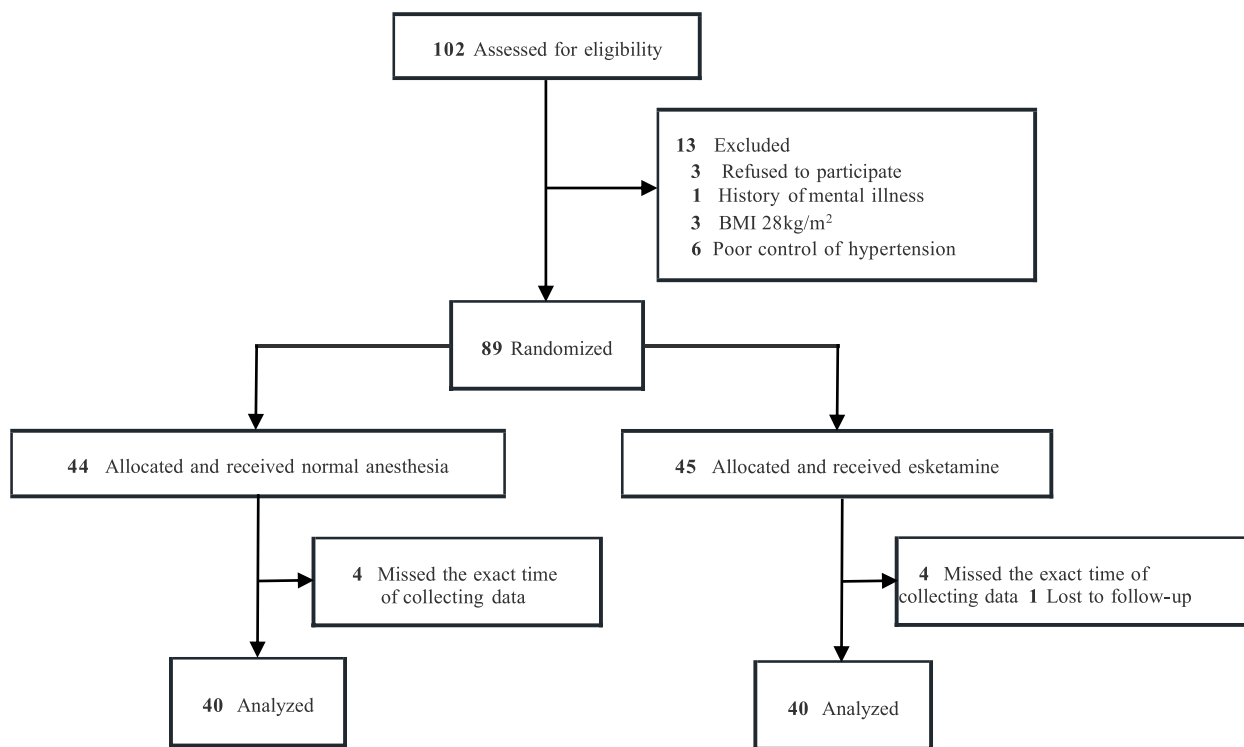 102 Assessed for eligibility
13 Excluded
3 Refused to participate
1 History of mental illness
3 BMI 28kg/m²
6 Poor control of hypertension
89 Randomized
44 Allocated and received normal anesthesia
45 Allocated and received esketamine
4 Missed the exact time
of collecting data
4 Missed the exact time of
collecting data 1 Lost to follow-up
40 Analyzed
40 Analyzed